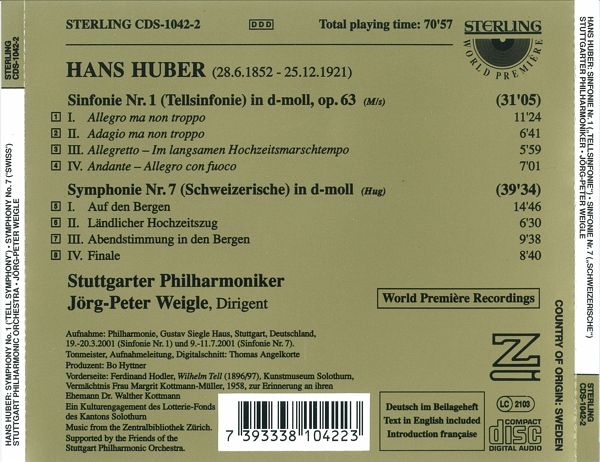 STERLING CDS-1042-2
DDD
Total playing time: 70'57
STERLING
WORLD PREMIERE
HANS HUBER (28.6.1852 - 25.12.1921)
Sinfonie Nr. 1 (Tellsinfonie) in d-moll, op. 63 (M/s) (31'05)
1 I. Allegro ma non troppo 11'24
2 II. Adagio ma non troppo 6'41
3 III. Allegretto – Im langsamen Hochzeitsmarschtempo 5'59
4 IV. Andante – Allegro con fuoco 7'01
Symphonie Nr. 7 (Schweizerische) in d-moll (Hug) (39'34)
5 I. Auf den Bergen 14'46
6 II. Ländlicher Hochzeitszug 6'30
7 III. Abendstimmung in den Bergen 9'38
8 IV. Finale 8'40
Stuttgarter Philharmoniker
Jörg-Peter Weigle, Dirigent
World Première Recordings
Aufnahme: Philharmonie, Gustav Siegle Haus, Stuttgart, Deutschland,
19.-20.3.2001 (Sinfonie Nr. 1) und 9.-11.7.2001 (Sinfonie Nr. 7).
Tonmeister, Aufnahmeleitung, Digitalschnitt: Thomas Angelkorte
Produzent: Bo Hyttner
Vorderseite: Ferdinand Hodler, Wilhelm Tell (1896/97), Kunstmuseum Solothurn,
Vermächtnis Frau Margrit Kottmann-Müller, 1958, zur Erinnerung an ihren
Ehemann Dr. Walther Kottmann
Ein Kulturengagement des Lotterie-Fonds
des Kantons Solothurn
Music from the Zentralbibliothek Zürich.
Supported by the Friends of the
Stuttgart Philharmonic Orchestra.
7 393338 104223
Deutsch im Beilageheft
Text in English included
Introduction française
LC 2103
COMPACT
disc
DIGITAL AUDIO
COUNTRY OF ORIGIN: SWEDEN
STERLING
CDS-1042-2
HANS HUBER: SYMPHONY No. 1 ('TELL SYMPHONY') • SYMPHONY No. 7 ('SWISS')
STUTTGART PHILHARMONIC ORCHESTRA • JÖRG-PETER WEIGLE
HANS HUBER: SINFONIE Nr. 1 („TELLSINFONIE") • SINFONIE Nr. 7 („SCHWEIZERISCHE")
STUTTGARTER PHILHARMONIKER • JÖRG-PETER WEIGLE
STERLING
CDS-1042-2